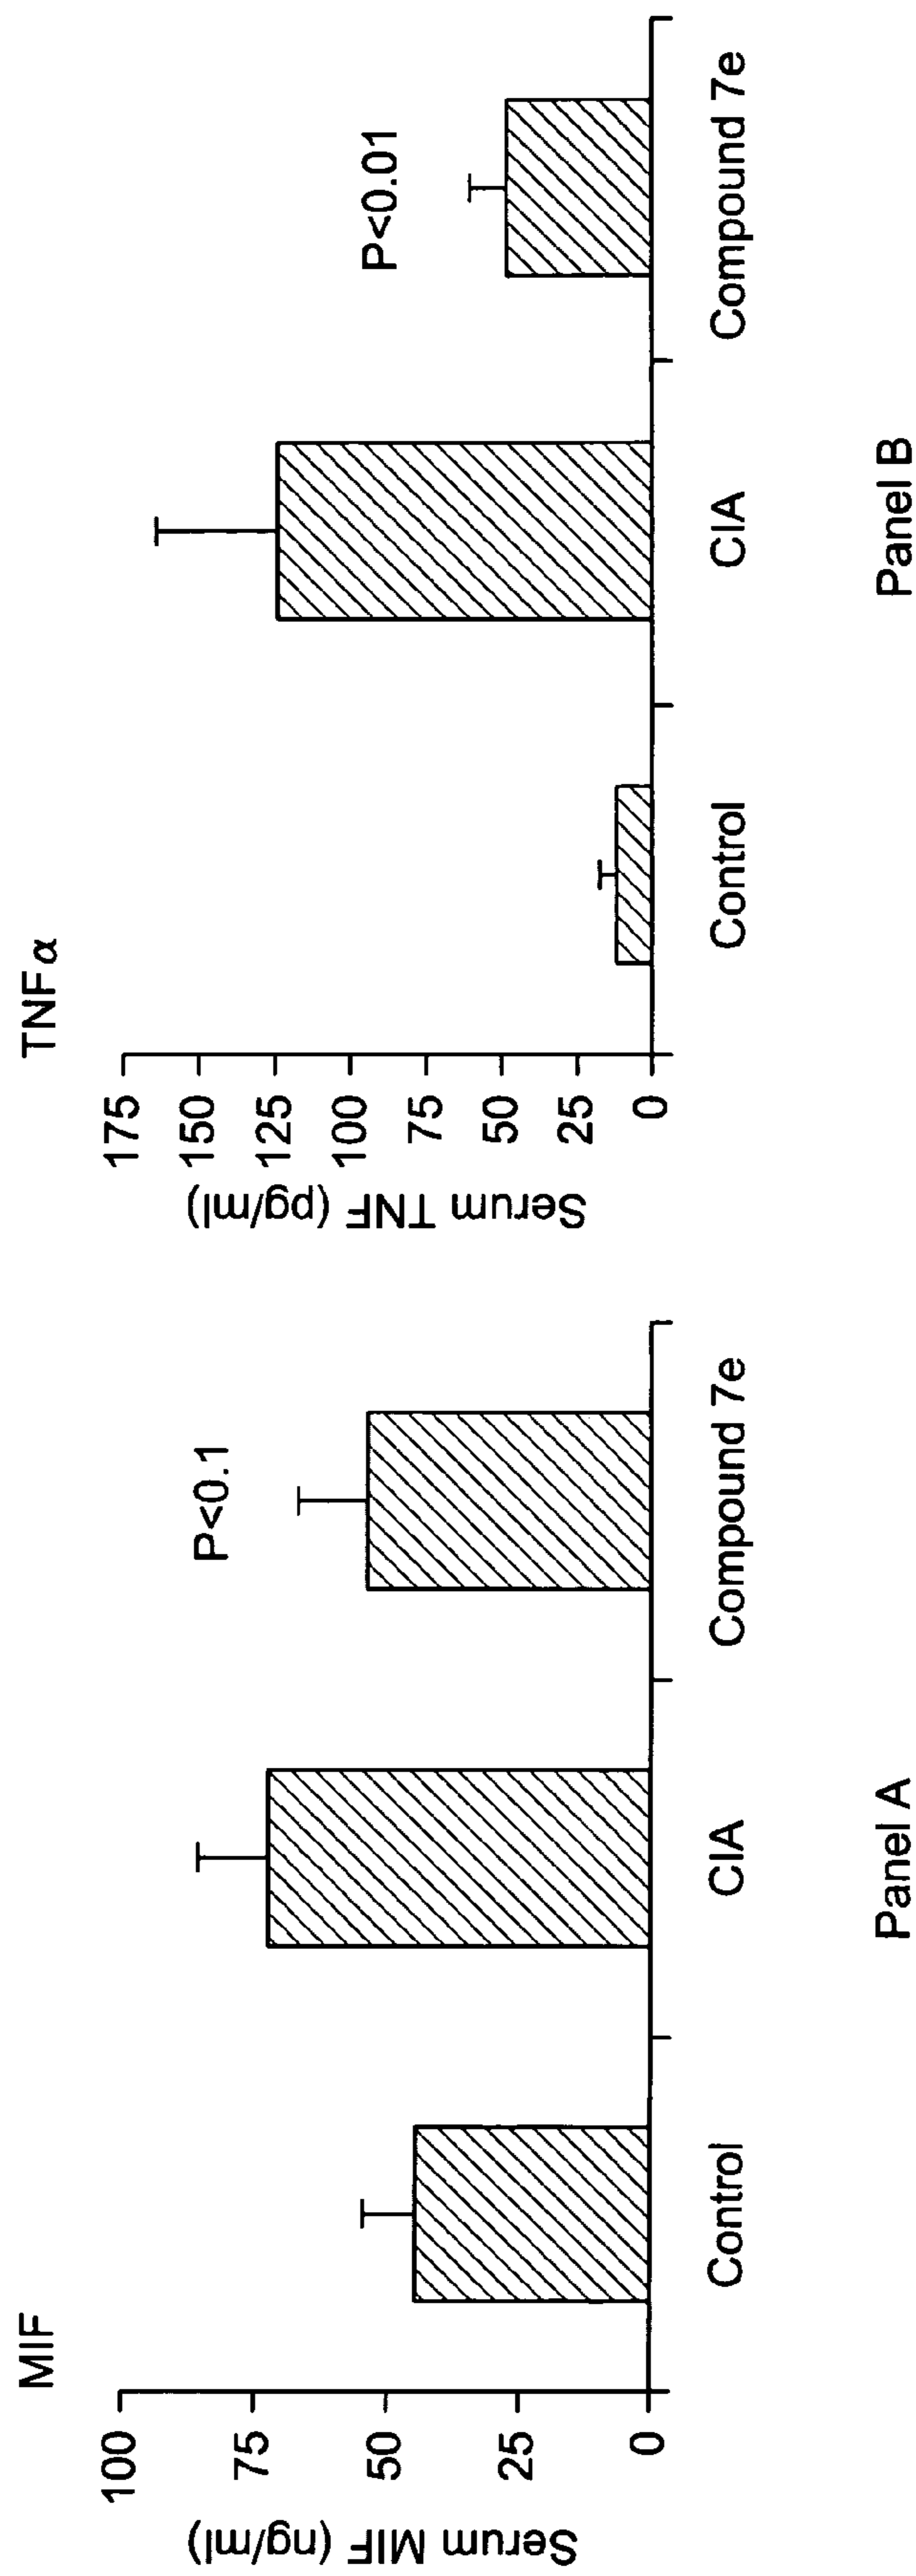 MIF
Serum MIF (ng/ml)
100
75
50
25
0
P<0.1
Control
CIA
Compound 7e
Panel A
TNFα
Serum TNF (pg/ml)
175
150
125
100
75
50
25
0
P<0.01
Control
CIA
Compound 7e
Panel B